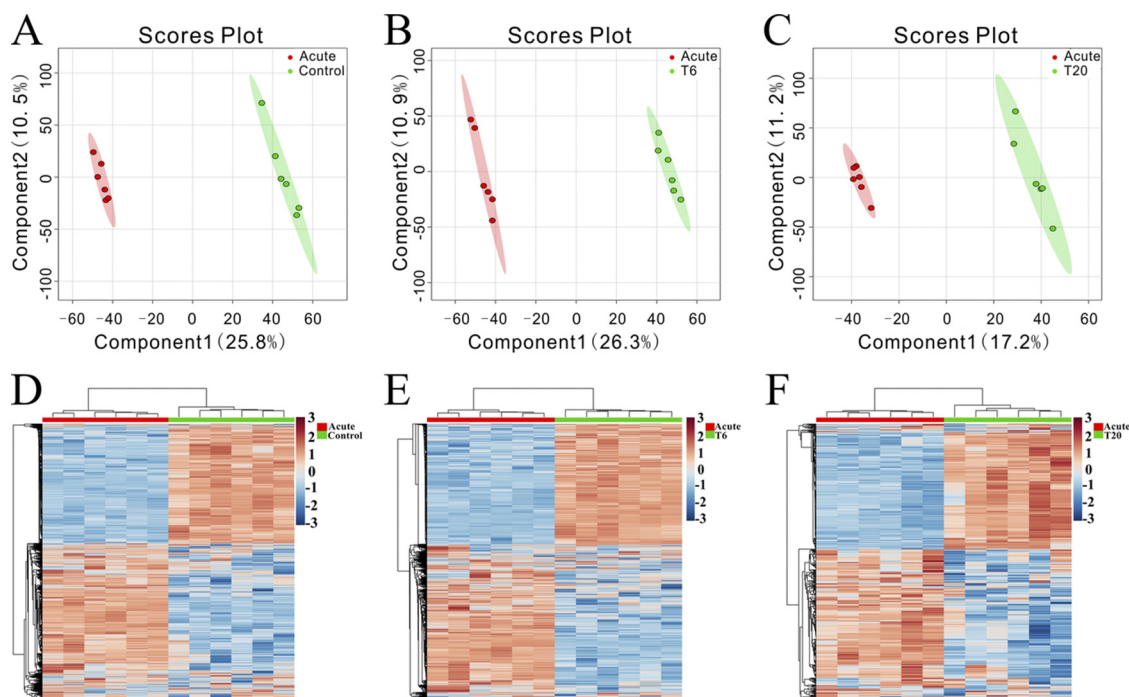 A
Scores Plot
Acute
Control
Component2 (10.5%)
100
50
0
-50
-100
-60 -40 -20 0 20 40 60
Component1 (25.8%)
B
Scores Plot
Acute
T6
Component2 (10.9%)
100
50
0
-50
-100
-60 -40 -20 0 20 40 60
Component1 (26.3%)
C
Scores Plot
Acute
T20
Component2 (11.2%)
100
50
0
-50
-100
-60 -40 -20 0 20 40 60
Component1 (17.2%)
D
3
2
1
0
-1
-2
-3
Acute
Control
E
3
2
1
0
-1
-2
-3
Acute
T6
F
3
2
1
0
-1
-2
-3
Acute
T20